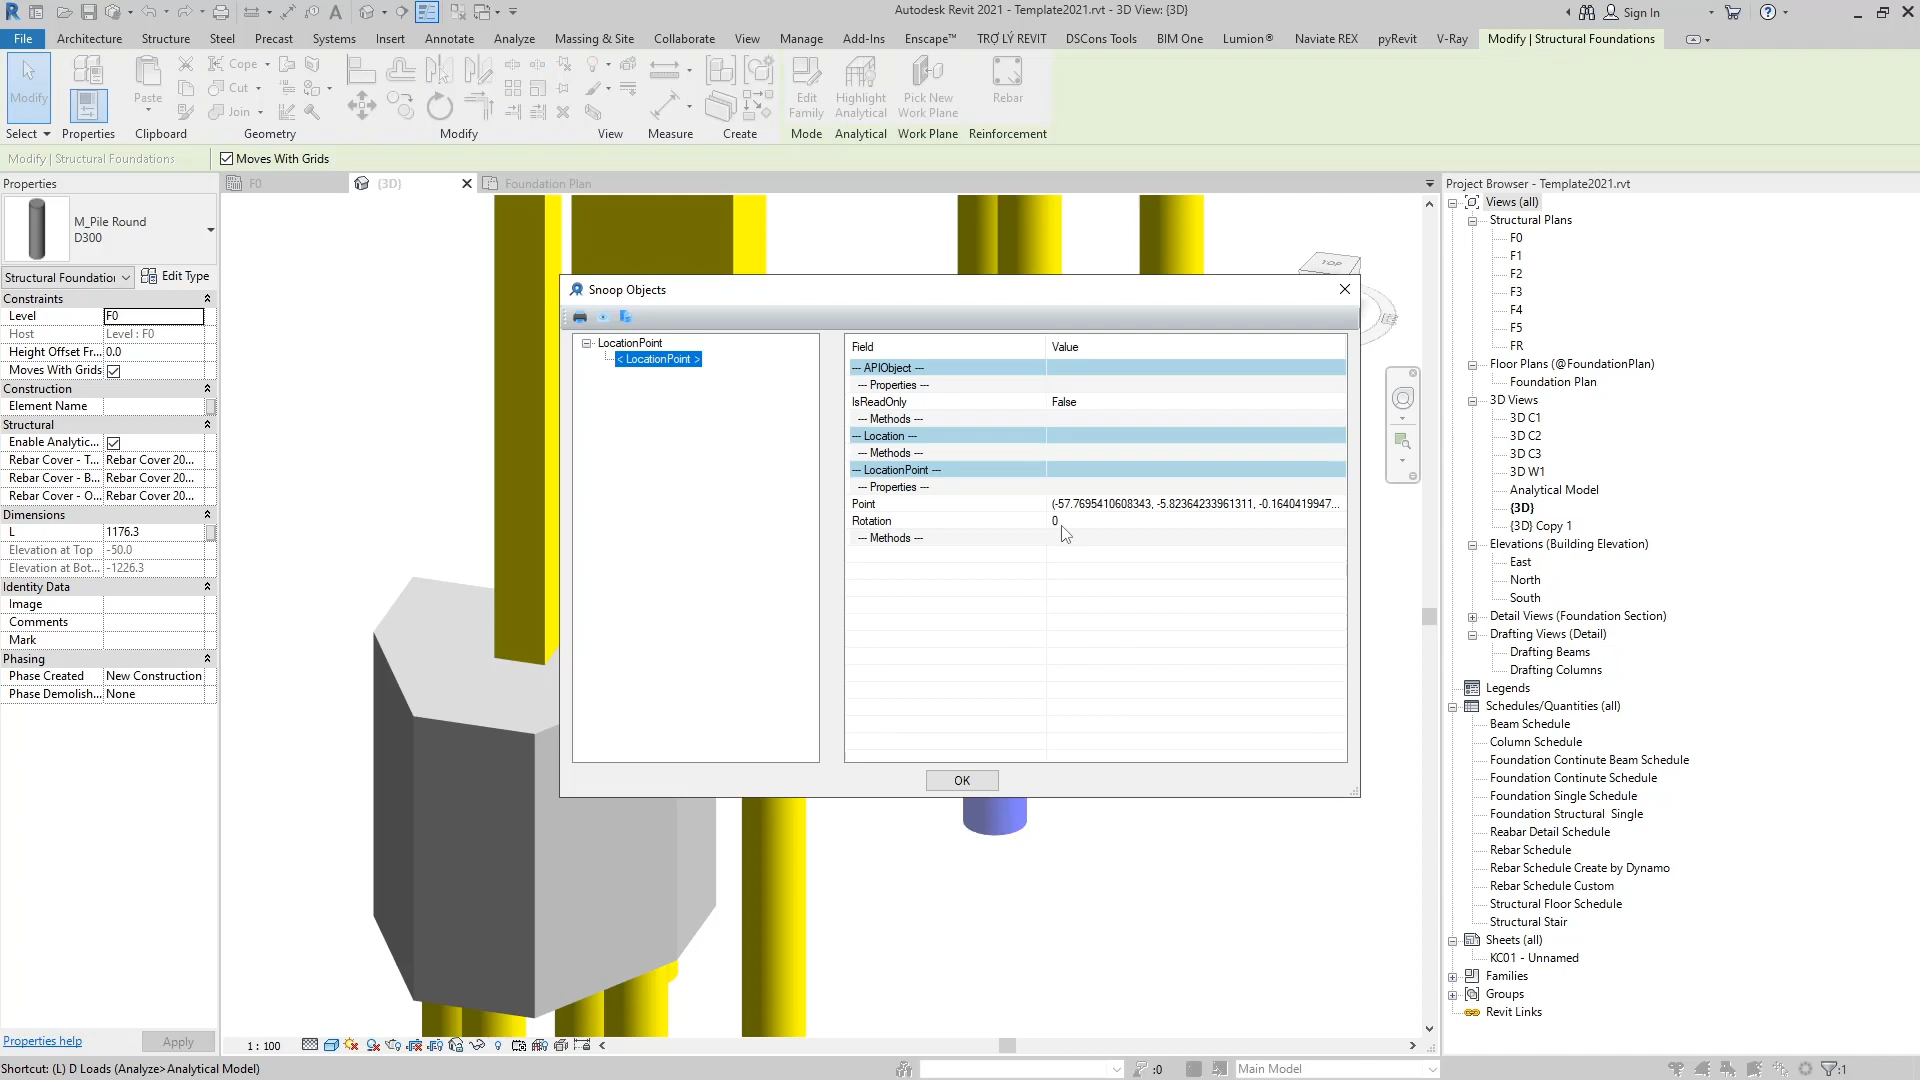 Autodesk Revit 2021 - Template2021.rvt - 3D View: {3D}
Sign In
File Architecture Structure Steel Precast Systems Insert Annotate Analyze Massing & Site Collaborate View Manage Add-Ins Enscape™ TRỢ LÝ REVIT DSCons Tools BIM One Lumion® Naviate REX pyRevit V-Ray Modify | Structural Foundations
Cope
Cut
Join
Modify
Paste
Edit Family
Highlight Analytical
Pick New Work Plane
Rebar
Select Properties Clipboard Geometry Modify View Measure Create Mode Analytical Work Plane Reinforcement
Modify | Structural Foundations
Moves With Grids
Properties
F0
{3D}
Foundation Plan
Project Browser - Template2021.rvt
M_Pile Round
D300
Structural Foundation
Edit Type
Constraints
Level F0
Host Level : F0
Height Offset Fr... 0.0
Moves With Grids
Construction
Element Name
Structural
Enable Analytic...
Rebar Cover - T... Rebar Cover 20...
Rebar Cover - B... Rebar Cover 20...
Rebar Cover - O... Rebar Cover 20...
Dimensions
L 1176.3
Elevation at Top -50.0
Elevation at Bot... -1226.3
Identity Data
Image
Comments
Mark
Phasing
Phase Created New Construction
Phase Demolish... None
Properties help
Apply
TOP
Snoop Objects
LocationPoint
< LocationPoint >
Field Value
--- APIObject ---
--- Properties ---
IsReadOnly False
--- Methods ---
--- Location ---
--- Methods ---
--- LocationPoint ---
--- Properties ---
Point (-57.7695410608343, -5.82364233961311, -0.1640419947...
Rotation 0
--- Methods ---
OK
Views (all)
Structural Plans
F0
F1
F2
F3
F4
F5
FR
Floor Plans (@FoundationPlan)
Foundation Plan
3D Views
3D C1
3D C2
3D C3
3D W1
Analytical Model
{3D}
{3D} Copy 1
Elevations (Building Elevation)
East
North
South
Detail Views (Foundation Section)
Drafting Views (Detail)
Drafting Beams
Drafting Columns
Legends
Schedules/Quantities (all)
Beam Schedule
Column Schedule
Foundation Continute Beam Schedule
Foundation Continute Schedule
Foundation Single Schedule
Foundation Structural Single
Reabar Detail Schedule
Rebar Schedule
Rebar Schedule Create by Dynamo
Rebar Schedule Custom
Structural Floor Schedule
Structural Stair
Sheets (all)
KC01 - Unnamed
Families
Groups
Revit Links
1 : 100
Shortcut: (L) D Loads (Analyze>Analytical Model)
:0
Main Model
:1